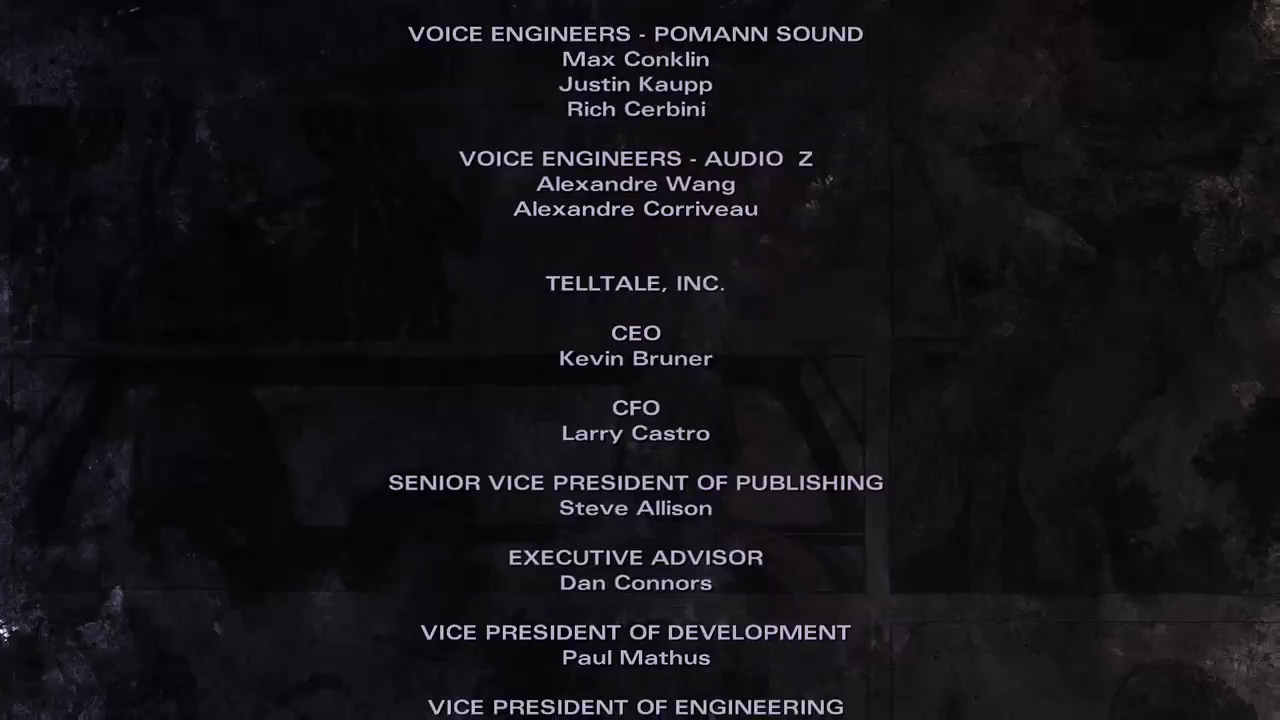 VOICE ENGINEERS - POMANN SOUND
Max Conklin
Justin Kaupp
Rich Cerbini
VOICE ENGINEERS - AUDIO Z
Alexandre Wang
Alexandre Corriveau
TELLTALE, INC.
CEO
Kevin Bruner
CFO
Larry Castro
SENIOR VICE PRESIDENT OF PUBLISHING
Steve Allison
EXECUTIVE ADVISOR
Dan Connors
VICE PRESIDENT OF DEVELOPMENT
Paul Mathus
VICE PRESIDENT OF ENGINEERING